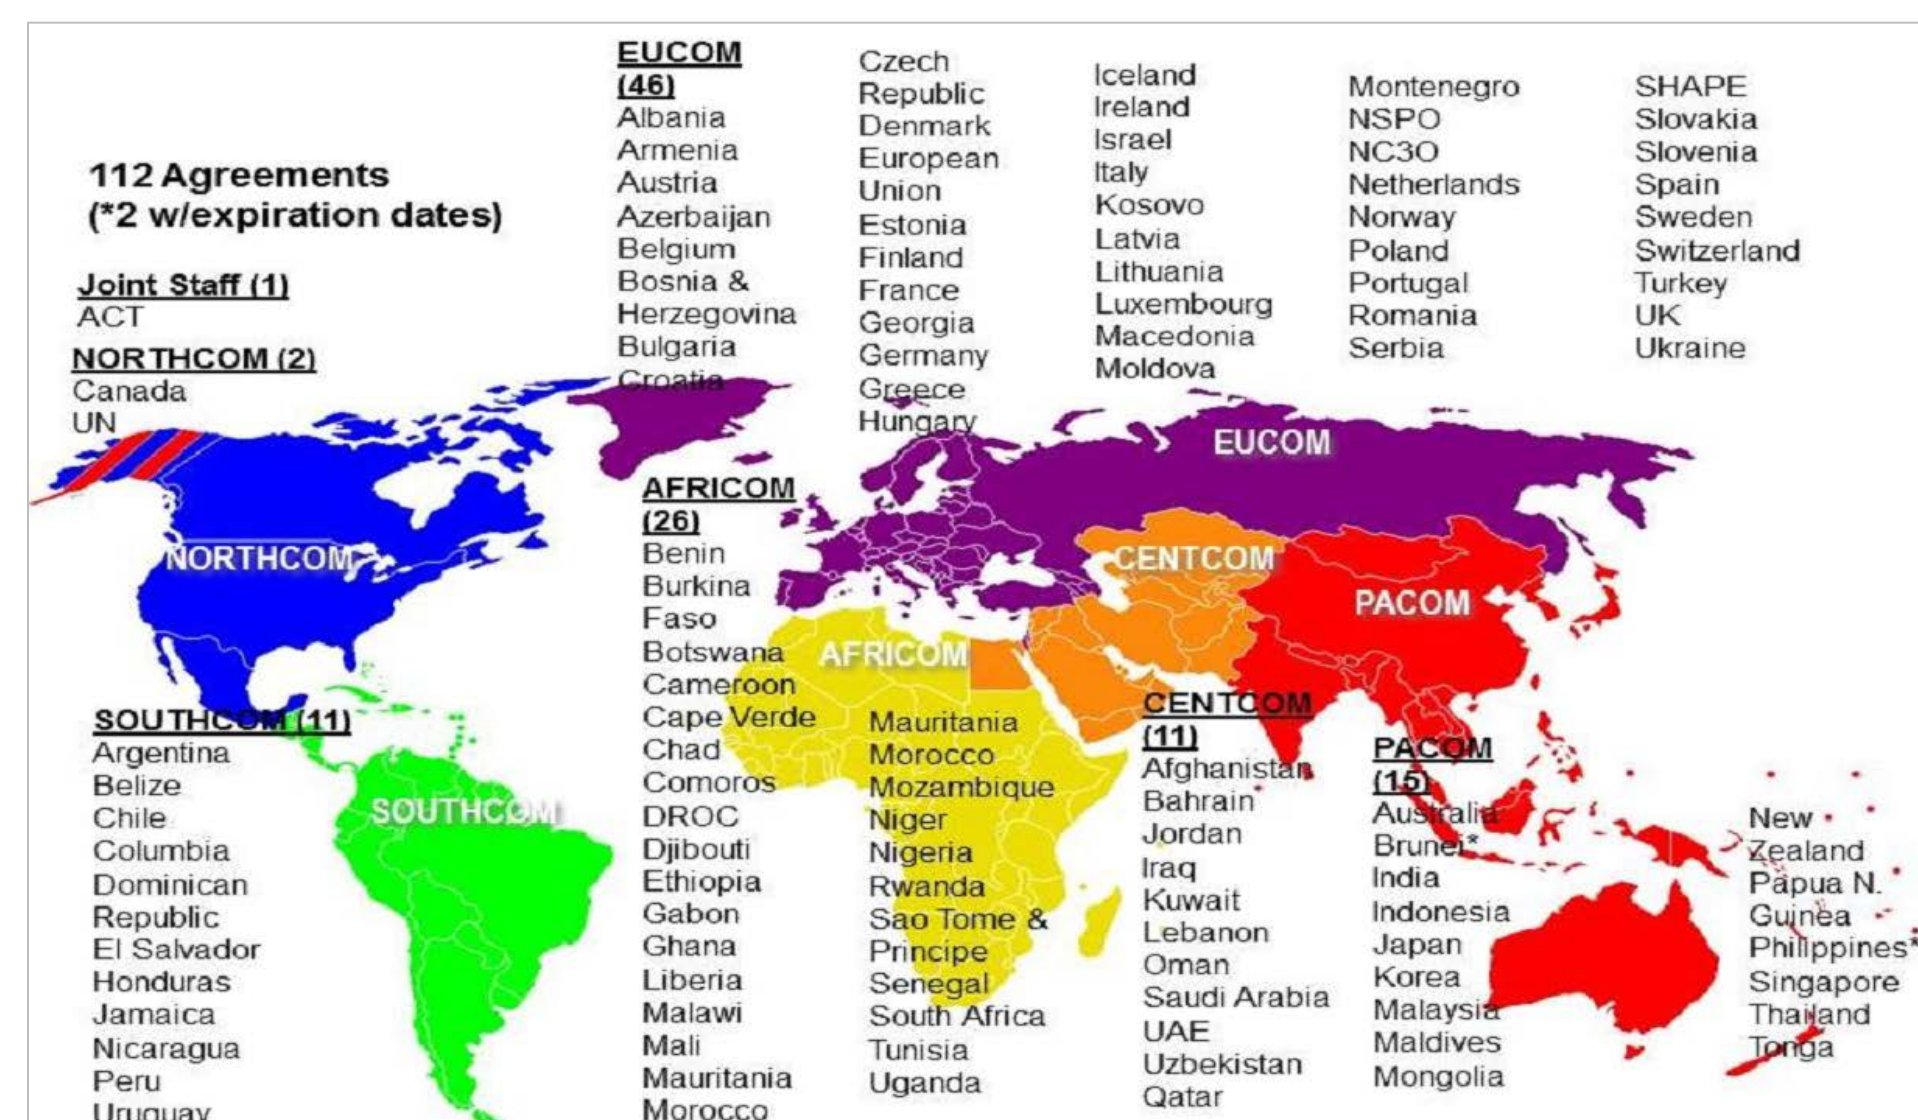 112 Agreements
(*2 w/expiration dates)
Joint Staff (1)
ACT
NORTHCOM (2)
Canada
UN
EUCOM
(46)
Albania
Armenia
Austria
Azerbaijan
Belgium
Bosnia &
Herzegovina
Bulgaria
Croatia
Czech
Republic
Denmark
European
Union
Estonia
Finland
France
Georgia
Germany
Greece
Hungary
Iceland
Ireland
Israel
Italy
Kosovo
Latvia
Lithuania
Luxembourg
Macedonia
Moldova
Montenegro
NSPO
NC3O
Netherlands
Norway
Poland
Portugal
Romania
Serbia
SHAPE
Slovakia
Slovenia
Spain
Sweden
Switzerland
Turkey
UK
Ukraine
EUCOM
NORTHCOM
CENTCOM
PACOM
AFRICOM
SOUTHCOM
SOUTHCOM (11)
Argentina
Belize
Chile
Columbia
Dominican
Republic
El Salvador
Honduras
Jamaica
Nicaragua
Peru
Uruguay
AFRICOM
(26)
Benin
Burkina
Faso
Botswana
Cameroon
Cape Verde
Chad
Comoros
DROC
Djibouti
Ethiopia
Gabon
Ghana
Liberia
Malawi
Mali
Mauritania
Morocco
Mauritania
Morocco
Mozambique
Niger
Nigeria
Rwanda
Sao Tome &
Principe
Senegal
South Africa
Tunisia
Uganda
CENTCOM
(11)
Afghanistan
Bahrain
Jordan
Iraq
Kuwait
Lebanon
Oman
Saudi Arabia
UAE
Uzbekistan
Qatar
PACOM
(15)
Australia
Brunei*
India
Indonesia
Japan
Korea
Malaysia
Maldives
Mongolia
New
Zealand
Papua N.
Guinea
Philippines*
Singapore
Thailand
Tonga